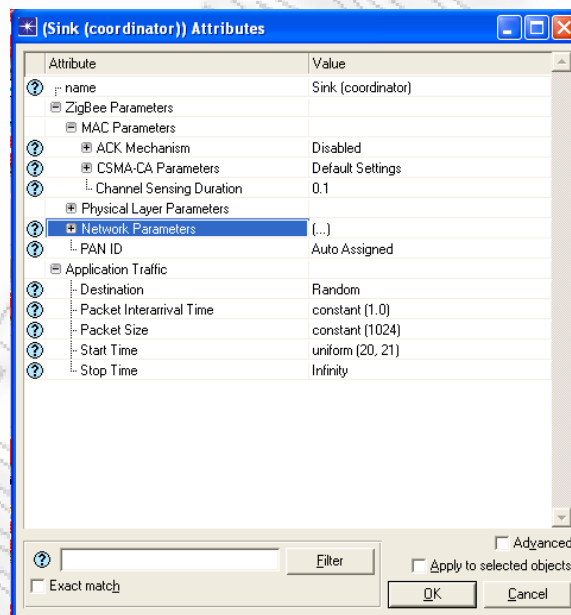 (Sink (coordinator)) Attributes
Attribute Value
name Sink (coordinator)
ZigBee Parameters
MAC Parameters
ACK Mechanism Disabled
CSMA-CA Parameters Default Settings
Channel Sensing Duration 0.1
Physical Layer Parameters
Network Parameters (...)
PAN ID Auto Assigned
Application Traffic
Destination Random
Packet Interarrival Time constant (1.0)
Packet Size constant (1024)
Start Time uniform (20, 21)
Stop Time Infinity
Advanced
Filter
Apply to selected objects
Exact match
OK Cancel